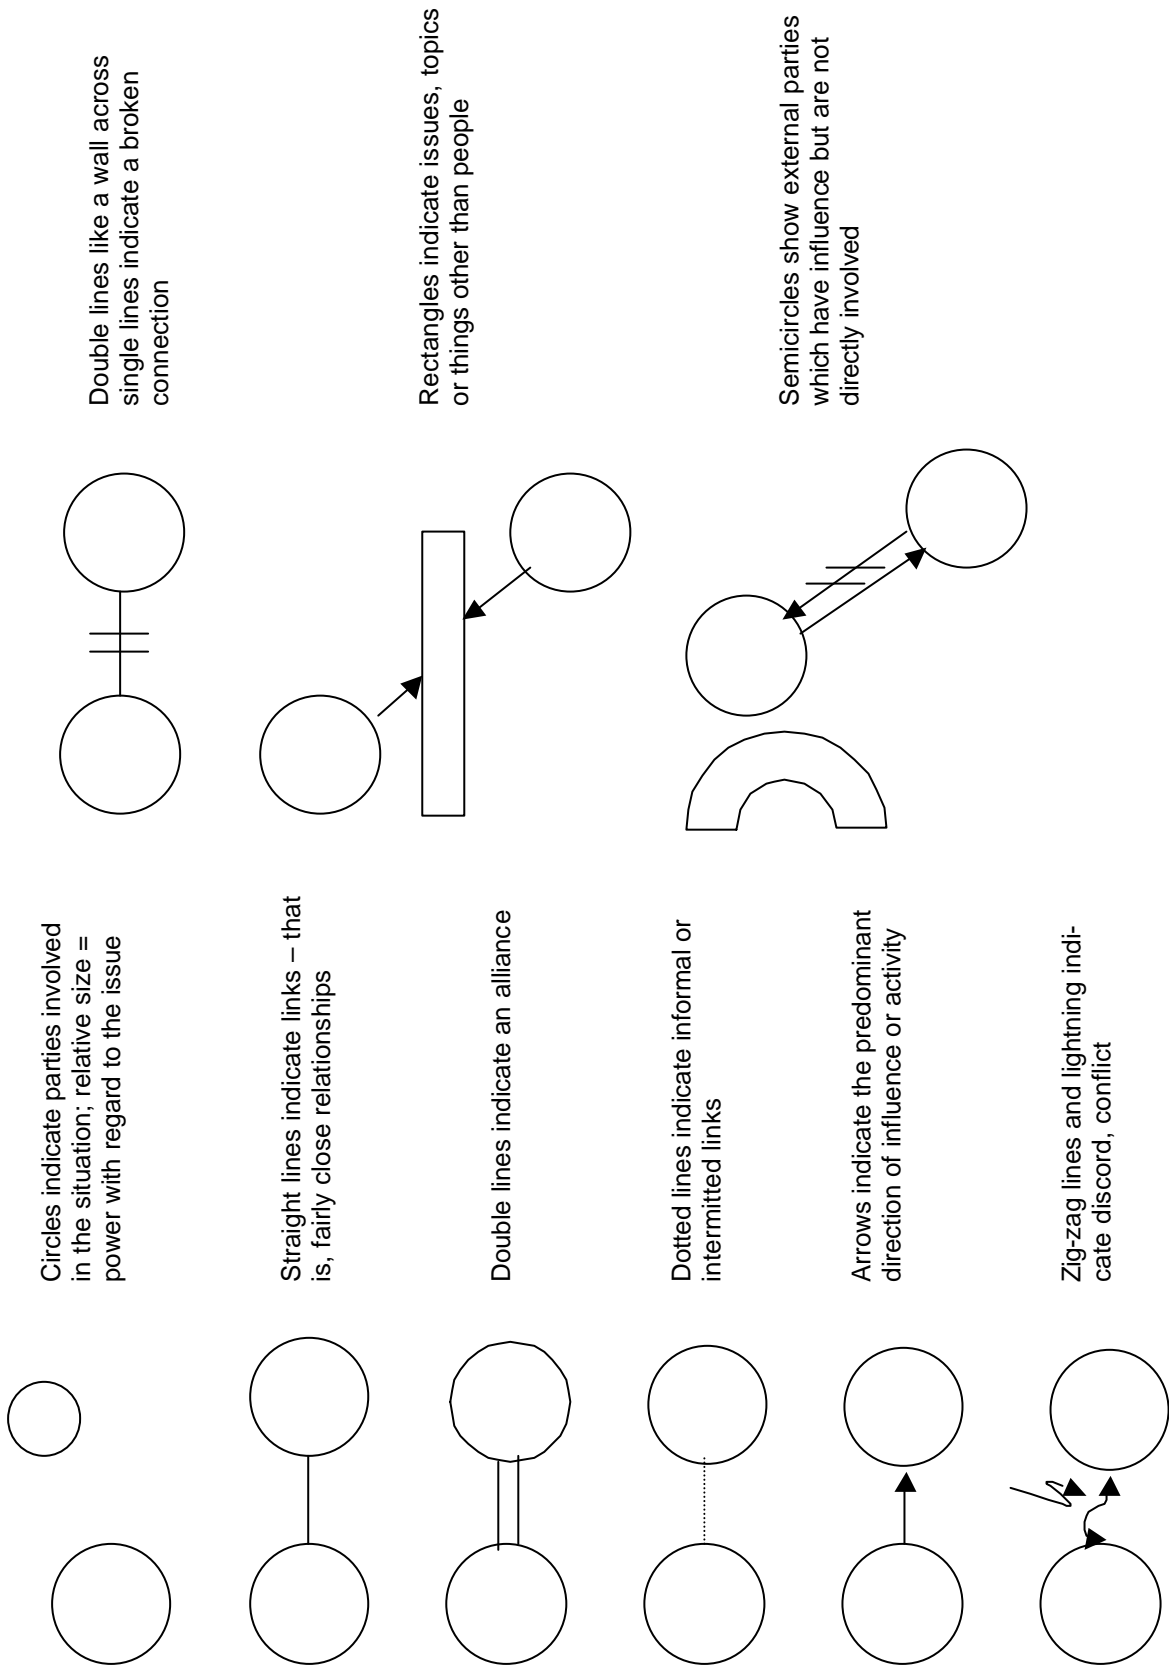 Circles indicate parties involved
in the situation; relative size =
power with regard to the issue
Straight lines indicate links – that
is, fairly close relationships
Double lines indicate an alliance
Dotted lines indicate informal or
intermitted links
Arrows indicate the predominant
direction of influence or activity
Zig-zag lines and lightning indi-
cate discord, conflict
Double lines like a wall across
single lines indicate a broken
connection
Rectangles indicate issues, topics
or things other than people
Semicircles show external parties
which have influence but are not
directly involved